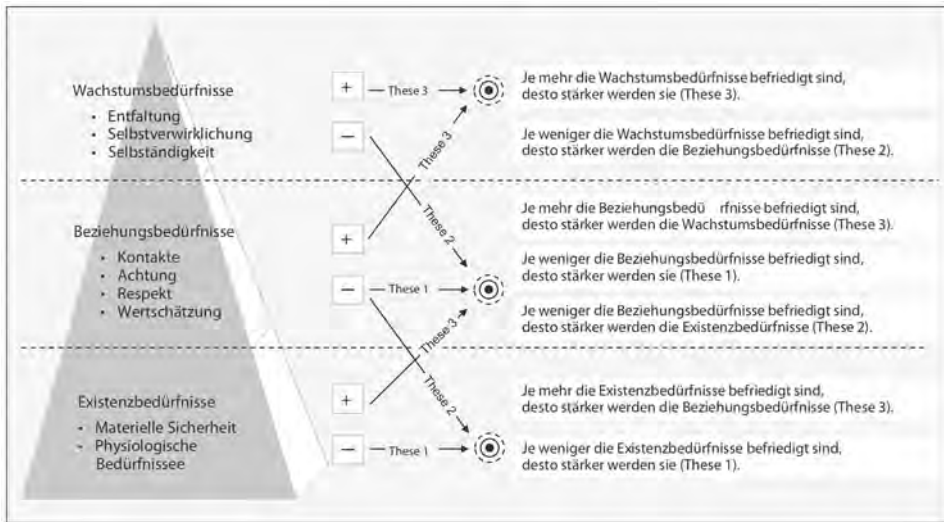 Wachstumsbedürfnisse
• Entfaltung
• Selbstverwirklichung
• Selbständigkeit
+
These 3
−
These 3
These 2
Je mehr die Wachstumsbedürfnisse befriedigt sind,
desto stärker werden sie (These 3).
Je weniger die Wachstumsbedürfnisse befriedigt sind,
desto stärker werden die Beziehungsbedürfnisse (These 2).
Beziehungsbedürfnisse
• Kontakte
• Achtung
• Respekt
• Wertschätzung
+
−
These 1
These 3
These 2
Je mehr die Beziehungsbedü rfnisse befriedigt sind,
desto stärker werden die Wachstumsbedürfnisse (These 3).
Je weniger die Beziehungsbedürfnisse befriedigt sind,
desto stärker werden sie (These 1).
Je weniger die Beziehungsbedürfnisse befriedigt sind,
desto stärker werden die Existenzbedürfnisse (These 2).
Existenzbedürfnisse
• Materielle Sicherheit
- Physiologische
Bedürfnissee
+
−
These 1
Je mehr die Existenzbedürfnisse befriedigt sind,
desto stärker werden die Beziehungsbedürfnisse (These 3).
Je weniger die Existenzbedürfnisse befriedigt sind,
desto stärker werden sie (These 1).